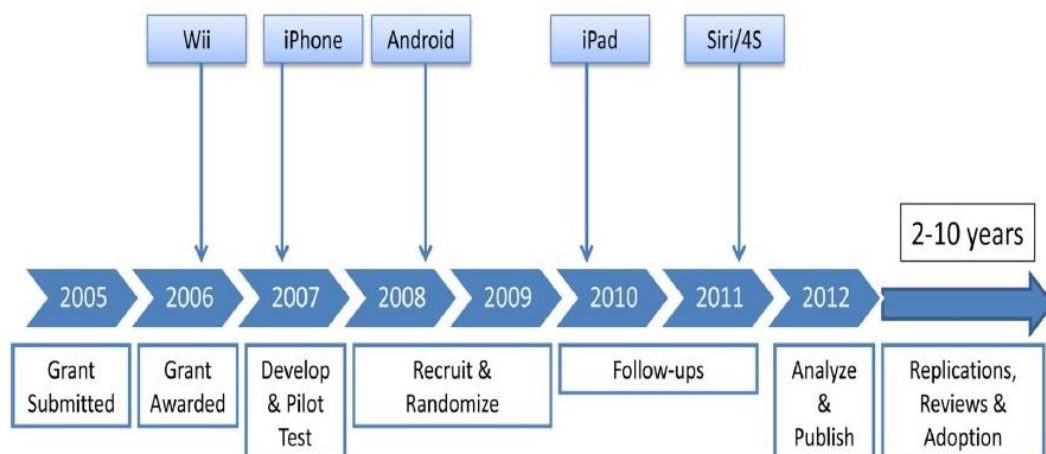 Wii
iPhone
Android
iPad
Siri/4S
2-10 years
2005
2006
2007
2008
2009
2010
2011
2012
Grant
Submitted
Grant
Awarded
Develop
& Pilot
Test
Recruit &
Randomize
Follow-ups
Analyze
&
Publish
Replications,
Reviews &
Adoption